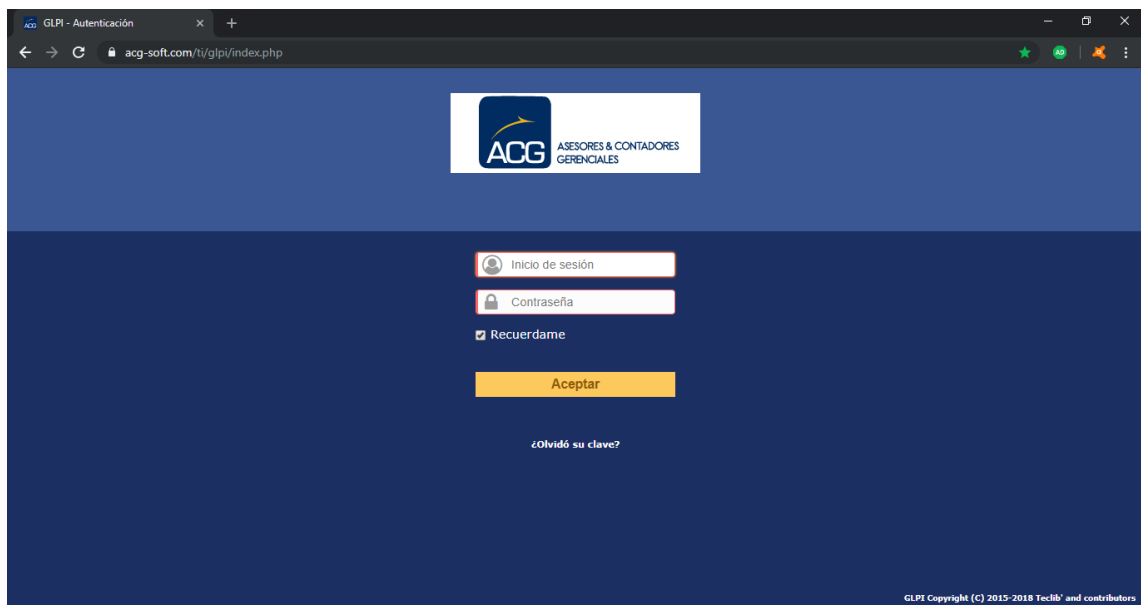 GLPI - Autenticación
acg-soft.com/ti/glpi/index.php
AD
ACG
ASESORES & CONTADORES
GERENCIALES
Inicio de sesión
Contraseña
Recuerdame
Aceptar
¿Olvidó su clave?
GLPI Copyright (C) 2015-2018 Teclib' and contributors